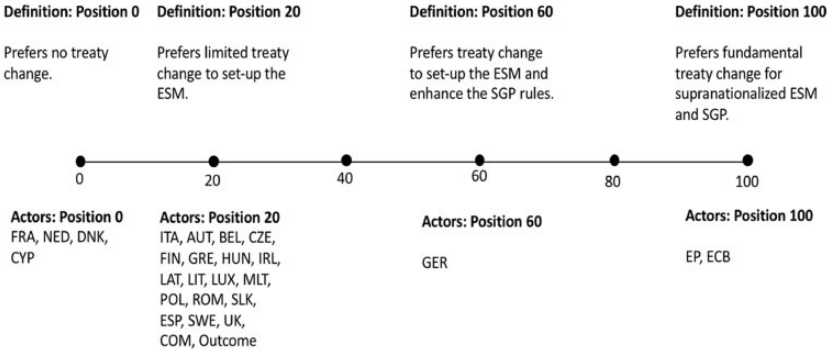 Definition: Position 0
Prefers no treaty
change.
Definition: Position 20
Prefers limited treaty
change to set-up the
ESM.
Definition: Position 60
Prefers treaty change
to set-up the ESM and
enhance the SGP rules.
Definition: Position 100
Prefers fundamental
treaty change for
supranationalized ESM
and SGP.
0
20
40
60
80
100
Actors: Position 0
FRA, NED, DNK,
CYP
Actors: Position 20
ITA, AUT, BEL, CZE,
FIN, GRE, HUN, IRL,
LAT, LIT, LUX, MLT,
POL, ROM, SLK,
ESP, SWE, UK,
COM, Outcome
Actors: Position 60
GER
Actors: Position 100
EP, ECB